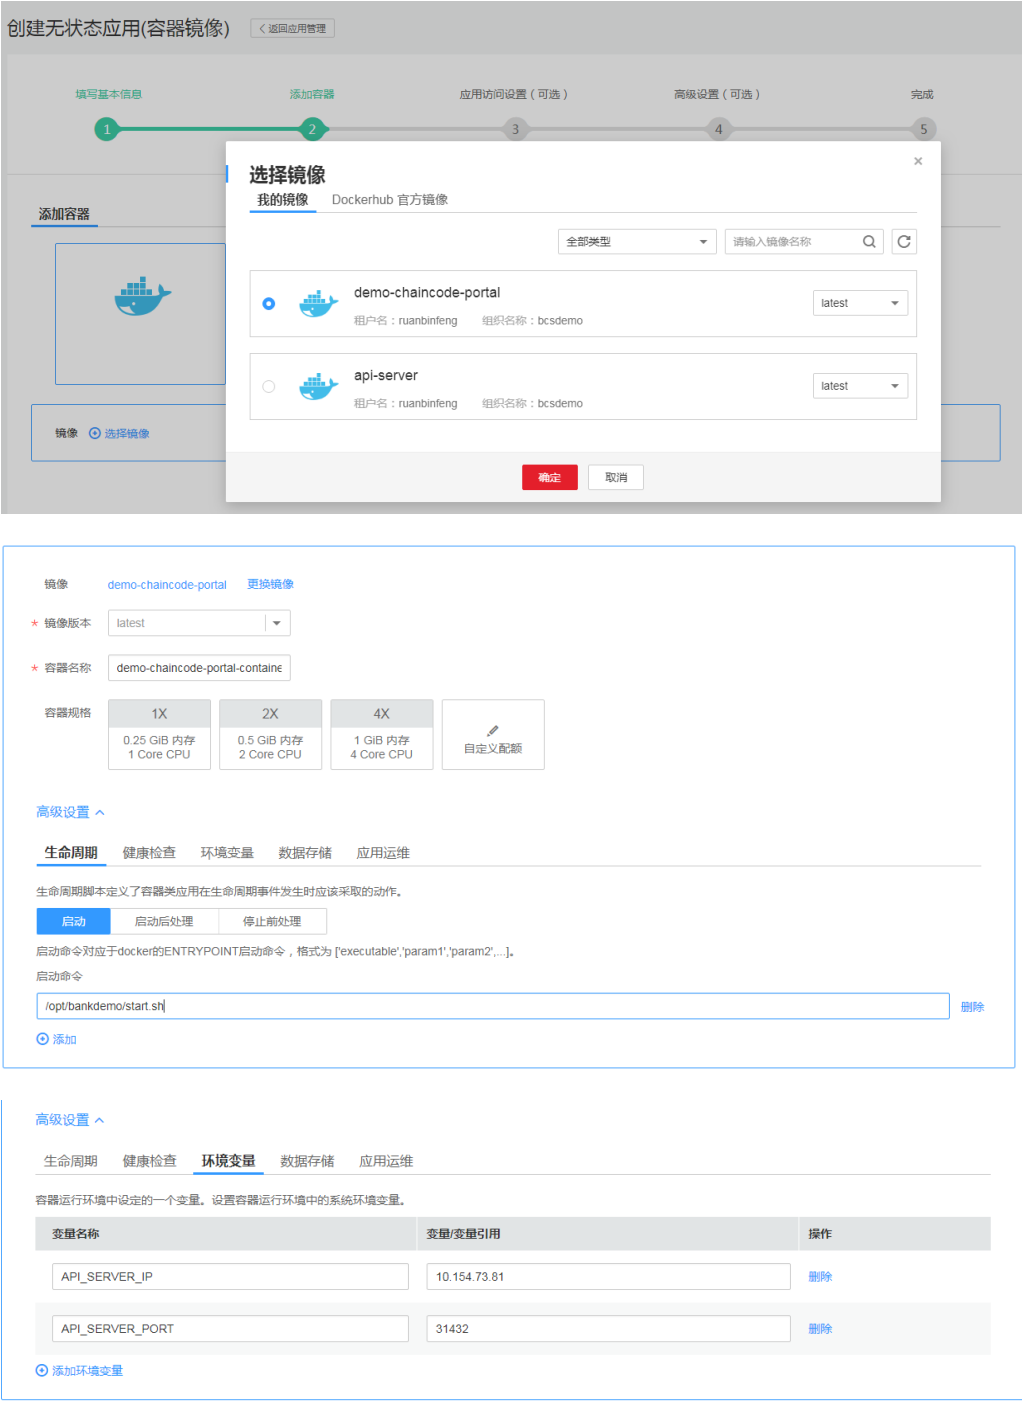 创建无状态应用(容器镜像)
返回应用管理
填写基本信息
添加容器
应用访问设置（可选）
高级设置（可选）
完成
1
2
3
4
5
添加容器
镜像
选择镜像
选择镜像
我的镜像
Dockerhub 官方镜像
全部类型
请输入镜像名称
demo-chaincode-portal
租户名：ruanbinfeng
组织名称：bcsdemo
latest
api-server
租户名：ruanbinfeng
组织名称：bcsdemo
latest
确定
取消
镜像
demo-chaincode-portal
更换镜像
* 镜像版本
latest
* 容器名称
demo-chaincode-portal-containe
容器规格
1X
0.25 GiB 内存
1 Core CPU
2X
0.5 GiB 内存
2 Core CPU
4X
1 GiB 内存
4 Core CPU
自定义配额
高级设置
生命周期
健康检查
环境变量
数据存储
应用运维
生命周期脚本定义了容器类应用在生命周期事件发生时应该采取的动作。
启动
启动后处理
停止前处理
启动命令对应于docker的ENTRYPOINT启动命令，格式为 ['executable','param1','param2',...]。
启动命令
/opt/bankdemo/start.sh
删除
添加
高级设置
生命周期
健康检查
环境变量
数据存储
应用运维
容器运行环境中设定的一个变量。设置容器运行环境中的系统环境变量。
变量名称
变量/变量引用
操作
API_SERVER_IP
10.154.73.81
删除
API_SERVER_PORT
31432
删除
添加环境变量